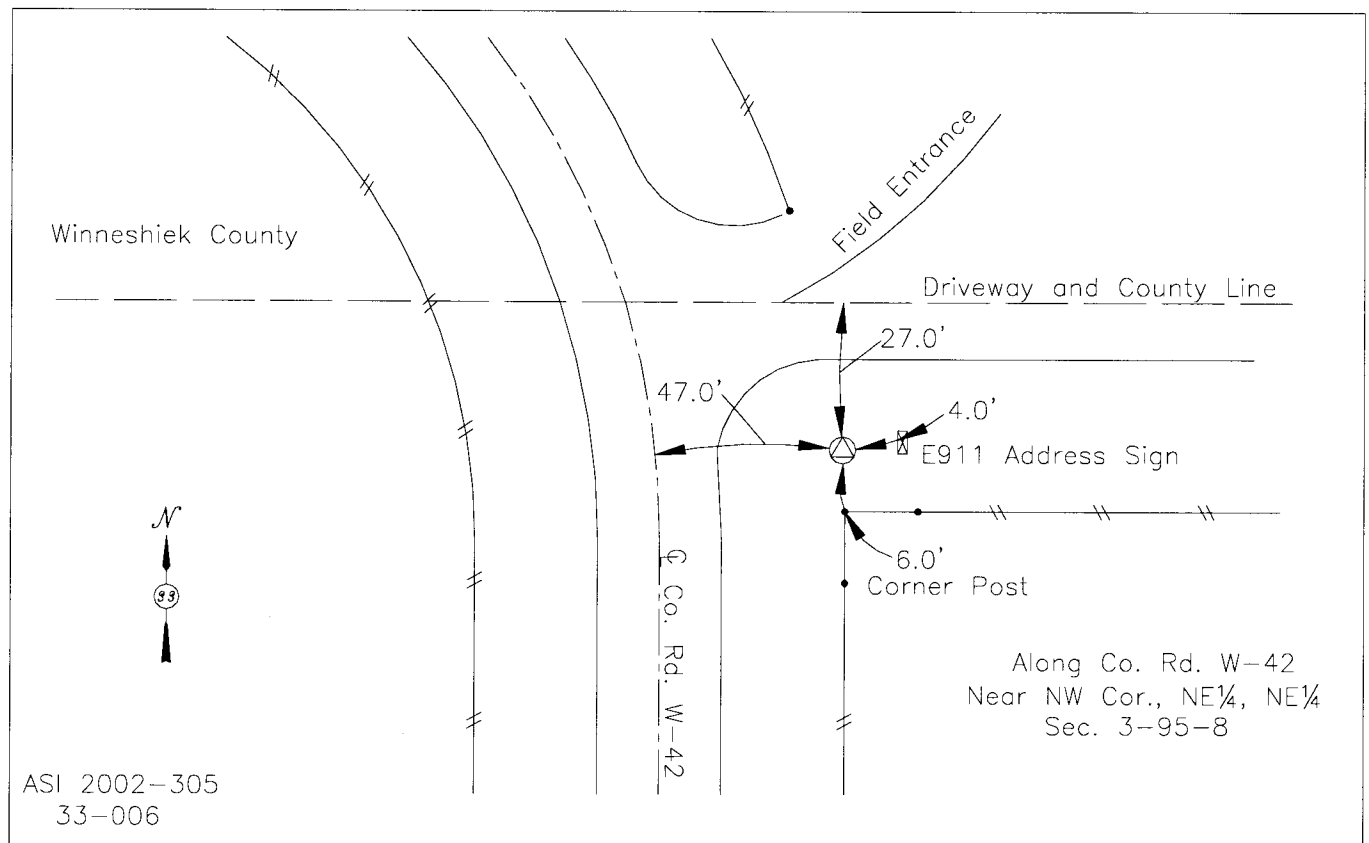 Winneshiek County
Field Entrance
Driveway and County Line
27.0'
47.0'
4.0'
E911 Address Sign
N
33
6.0'
Corner Post
℄ Co. Rd. W-42
Along Co. Rd. W-42
Near NW Cor., NE¼, NE¼
Sec. 3-95-8
ASI 2002-305
33-006